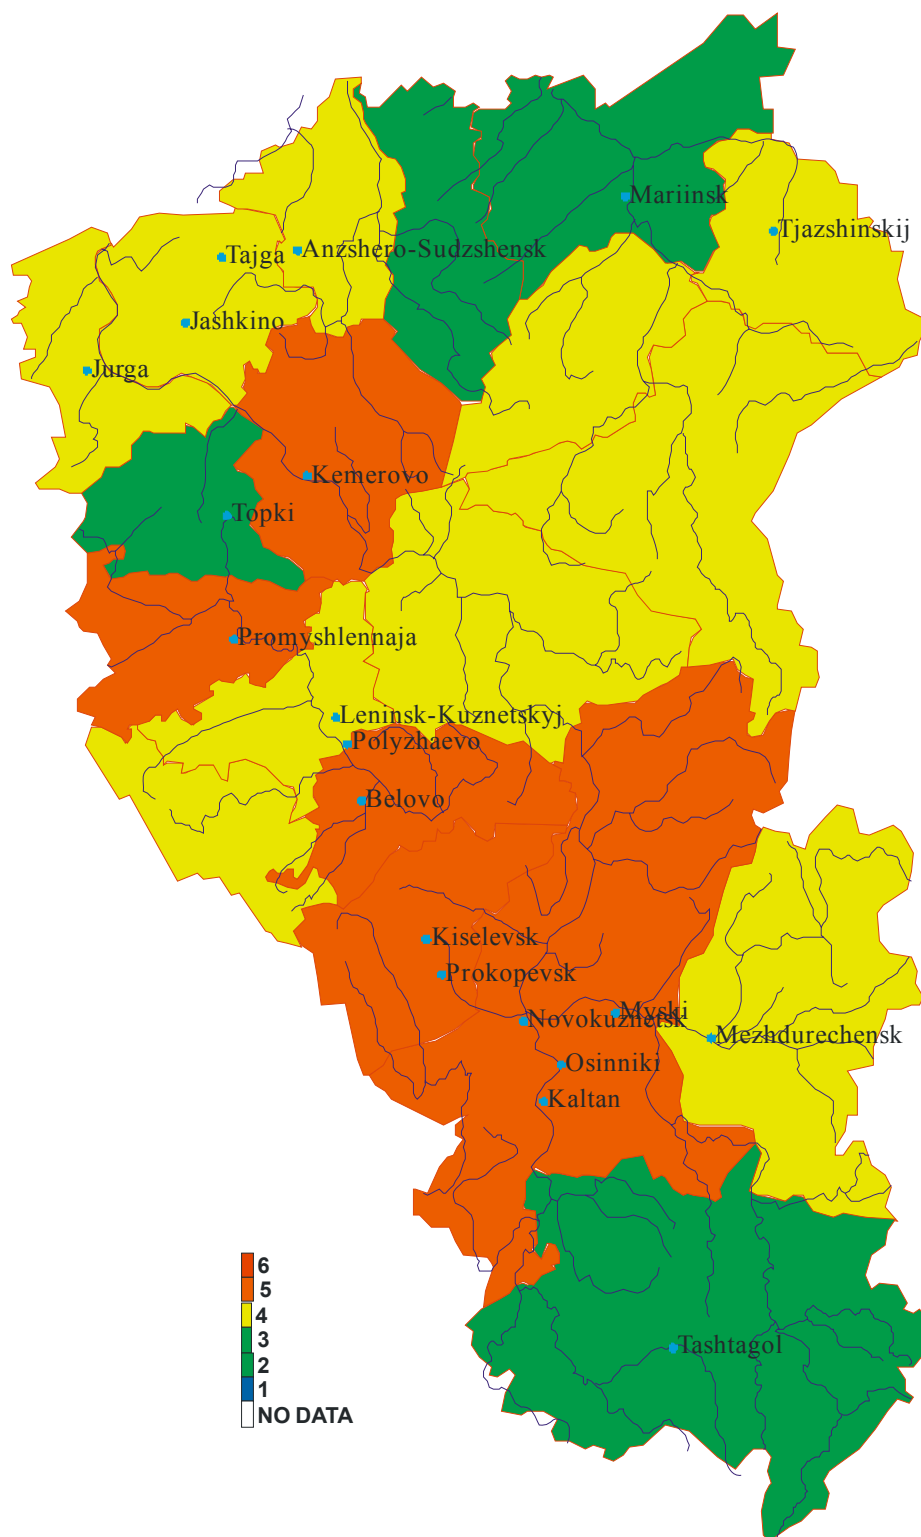 Mariinsk
Tjazshinskij
Tajga
Anzshero-Sudzshensk
Jashkino
Jurga
Kemerovo
Topki
Promyshlennaja
Leninsk-Kuznetskyj
Polyzhaevo
Belovo
Kiselevsk
Prokopevsk
Myski
Novokuznetsk
Mezhdurechensk
Osinniki
Kaltan
Tashtagol
6
5
4
3
2
1
NO DATA